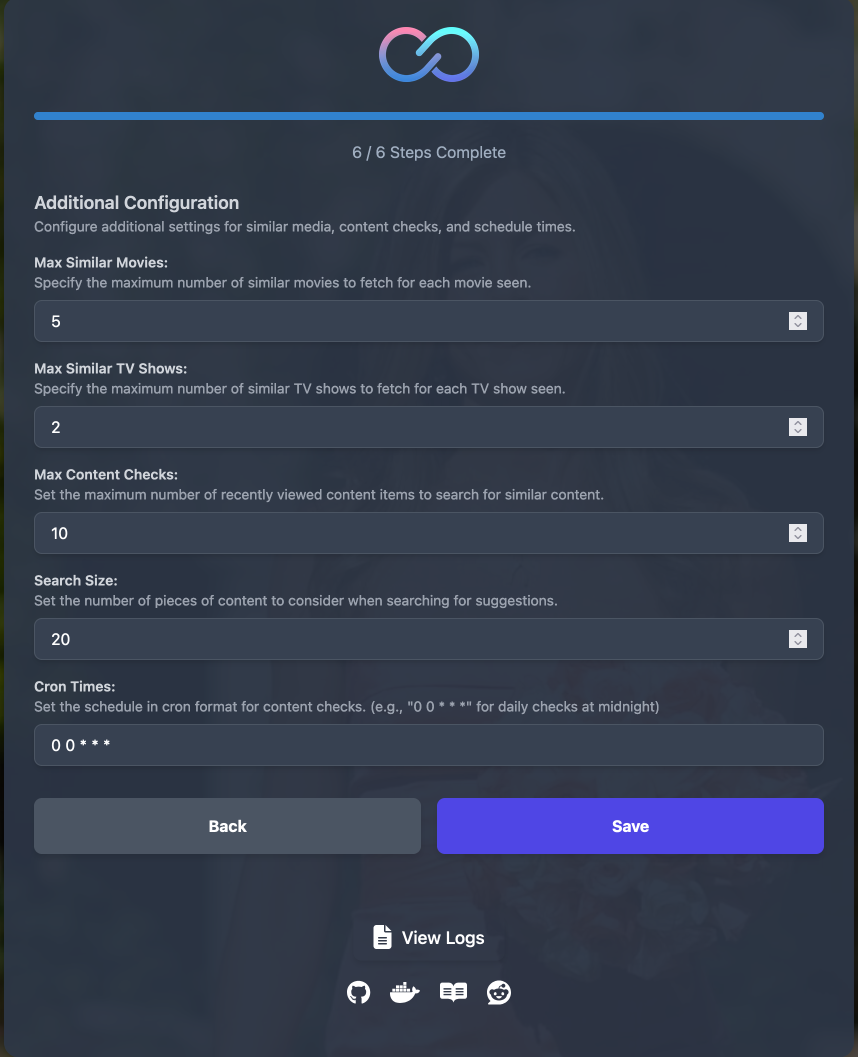 6 / 6 Steps Complete
Additional Configuration
Configure additional settings for similar media, content checks, and schedule times.
Max Similar Movies:
Specify the maximum number of similar movies to fetch for each movie seen.
5
Max Similar TV Shows:
Specify the maximum number of similar TV shows to fetch for each TV show seen.
2
Max Content Checks:
Set the maximum number of recently viewed content items to search for similar content.
10
Search Size:
Set the number of pieces of content to consider when searching for suggestions.
20
Cron Times:
Set the schedule in cron format for content checks. (e.g., "0 0 * * *" for daily checks at midnight)
0 0 * * *
Back
Save
View Logs